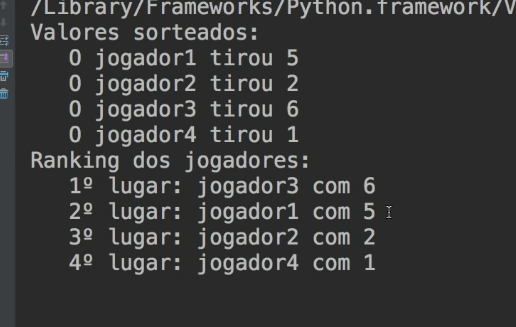 /Library/Frameworks/Python.framework/V
Valores sorteados:
O jogador1 tirou 5
O jogador2 tirou 2
O jogador3 tirou 6
O jogador4 tirou 1
Ranking dos jogadores:
1º lugar: jogador3 com 6
2º lugar: jogador1 com 5
3º lugar: jogador2 com 2
4º lugar: jogador4 com 1